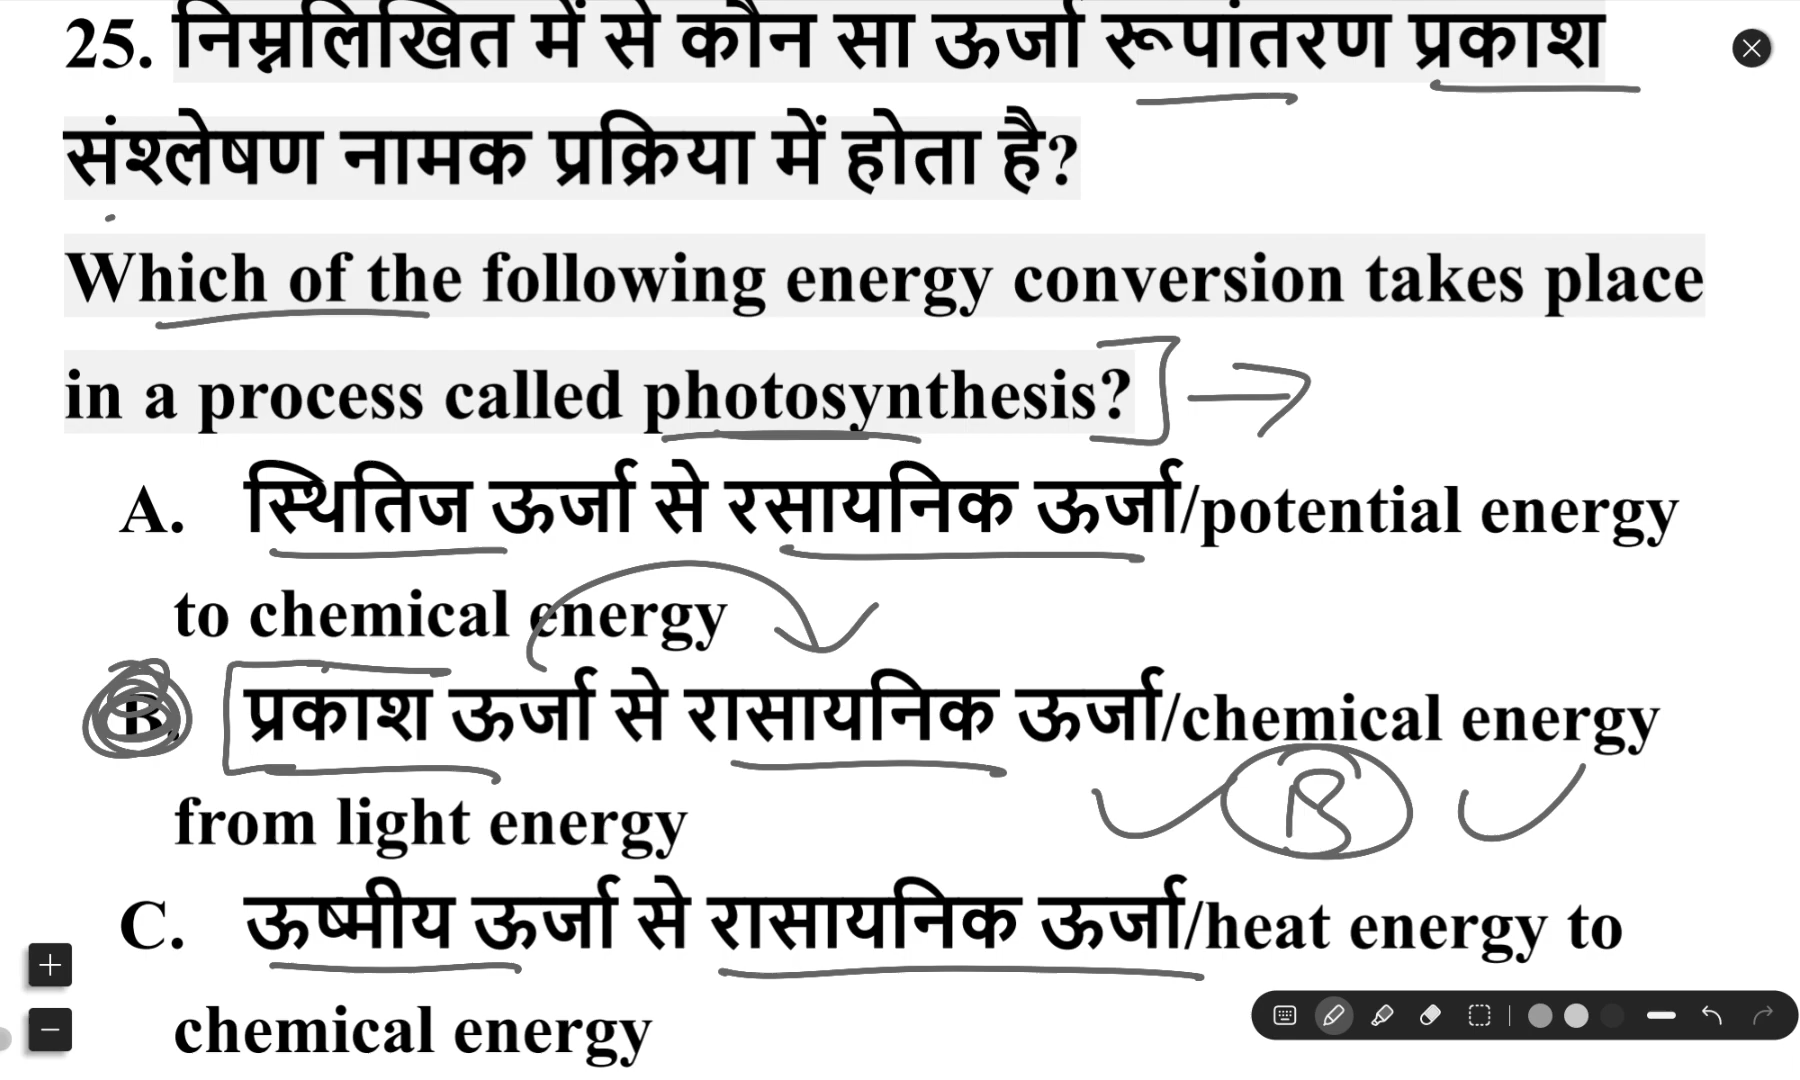 25. निम्नलिखित में से कौन सा ऊर्जा रूपांतरण प्रकाश
संश्लेषण नामक प्रक्रिया में होता है?
Which of the following energy conversion takes place
in a process called photosynthesis?
A. स्थितिज ऊर्जा से रसायनिक ऊर्जा/potential energy
to chemical energy
B. प्रकाश ऊर्जा से रासायनिक ऊर्जा/chemical energy
from light energy
B
C. ऊष्मीय ऊर्जा से रासायनिक ऊर्जा/heat energy to
chemical energy